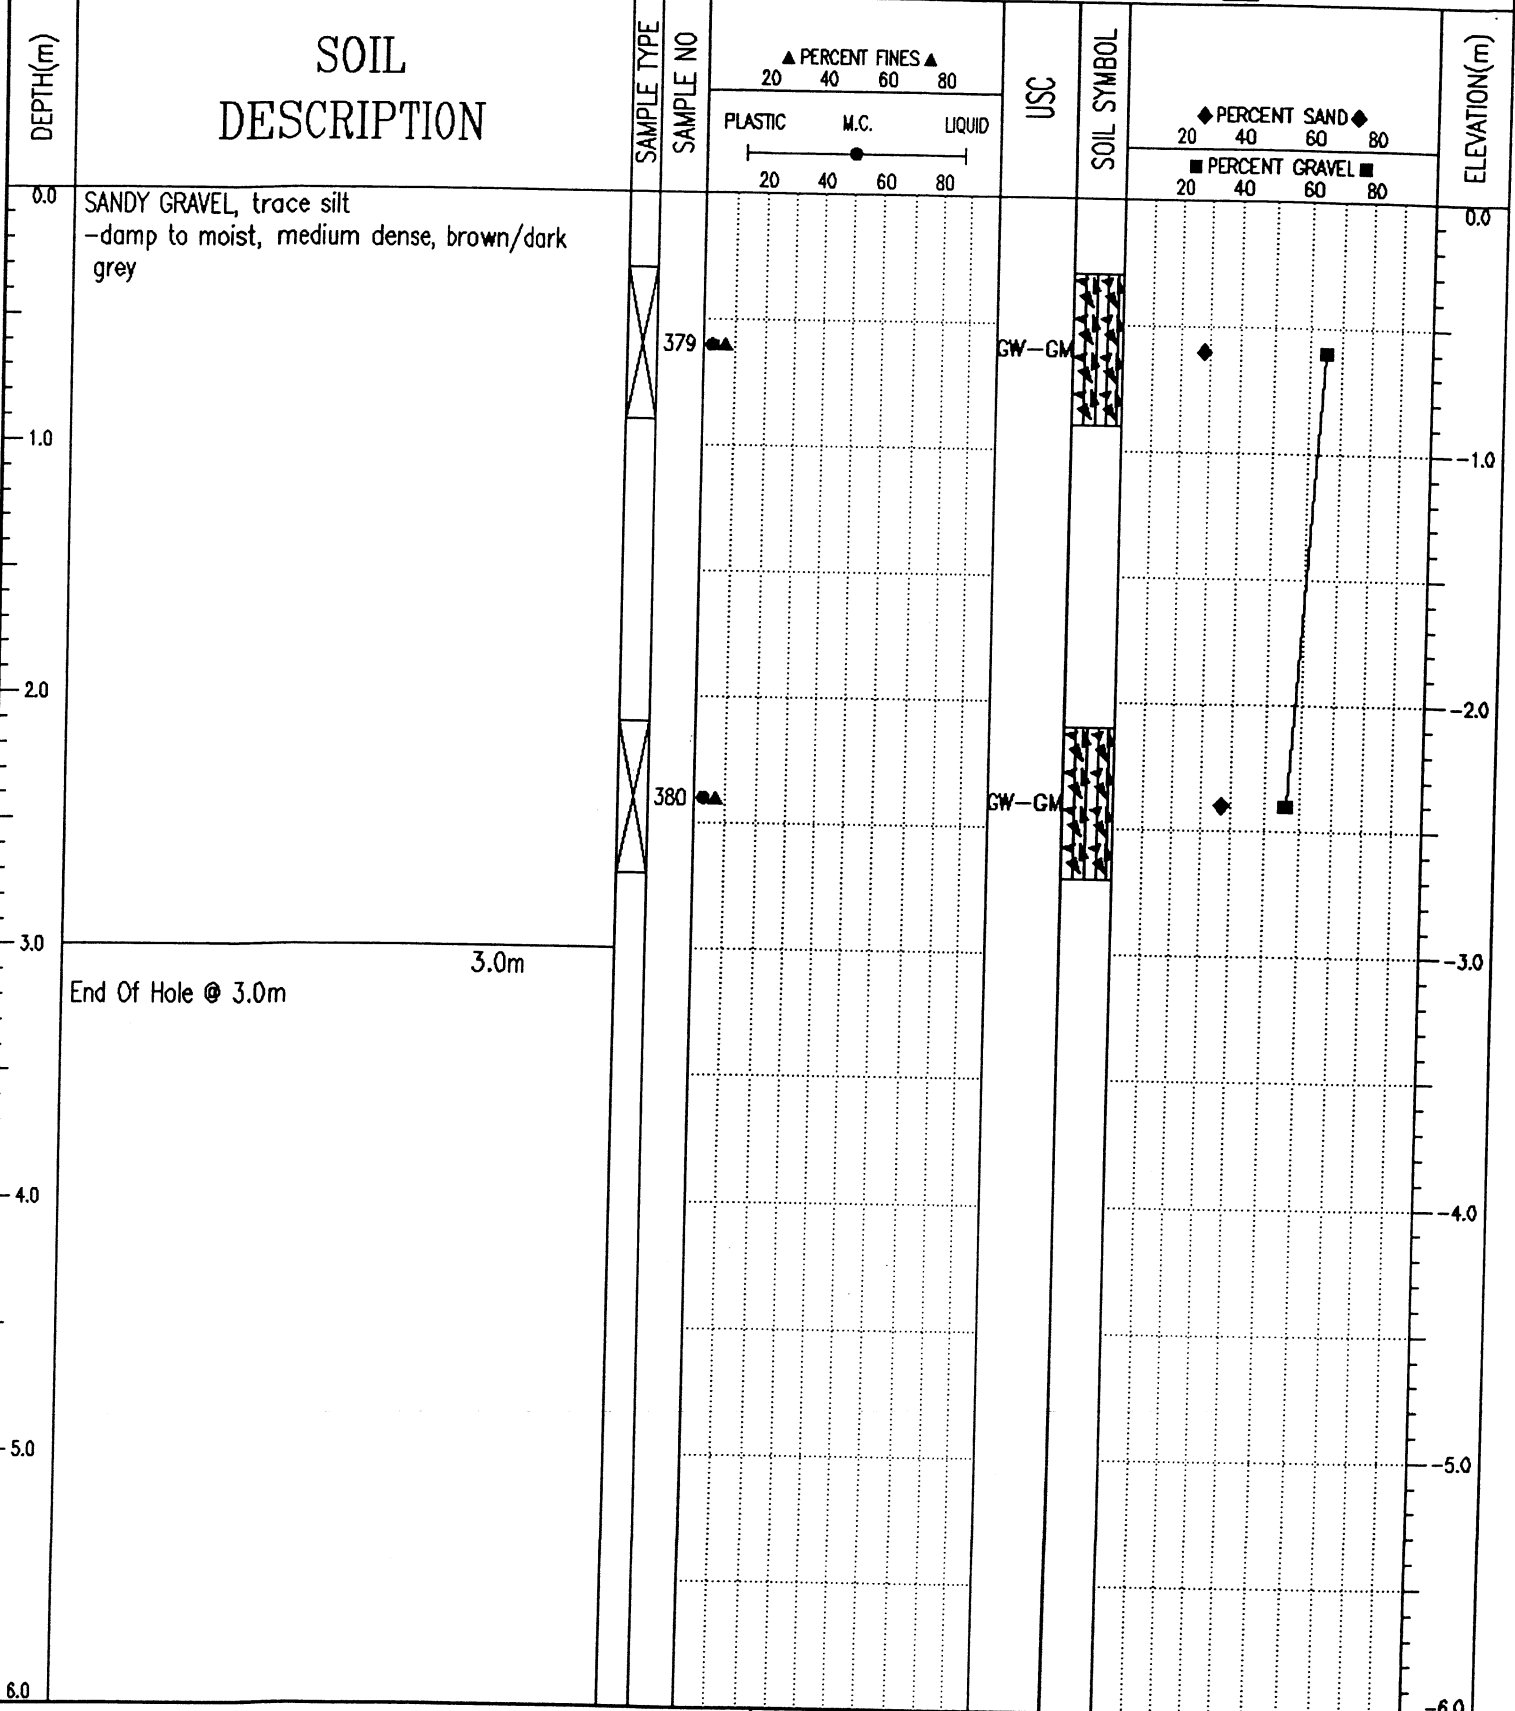 DEPTH(m)
SOIL
DESCRIPTION
SAMPLE TYPE
SAMPLE NO
▲ PERCENT FINES ▲
20 40 60 80
PLASTIC M.C. LIQUID
20 40 60 80
USC
SOIL SYMBOL
◆ PERCENT SAND ◆
20 40 60 80
■ PERCENT GRAVEL ■
20 40 60 80
ELEVATION(m)
0.0
SANDY GRAVEL, trace silt
-damp to moist, medium dense, brown/dark
grey
0.0
379
GW-GM
1.0
-1.0
2.0
-2.0
380
GW-GM
3.0
3.0m
-3.0
End Of Hole @ 3.0m
4.0
-4.0
5.0
-5.0
6.0
-6.0